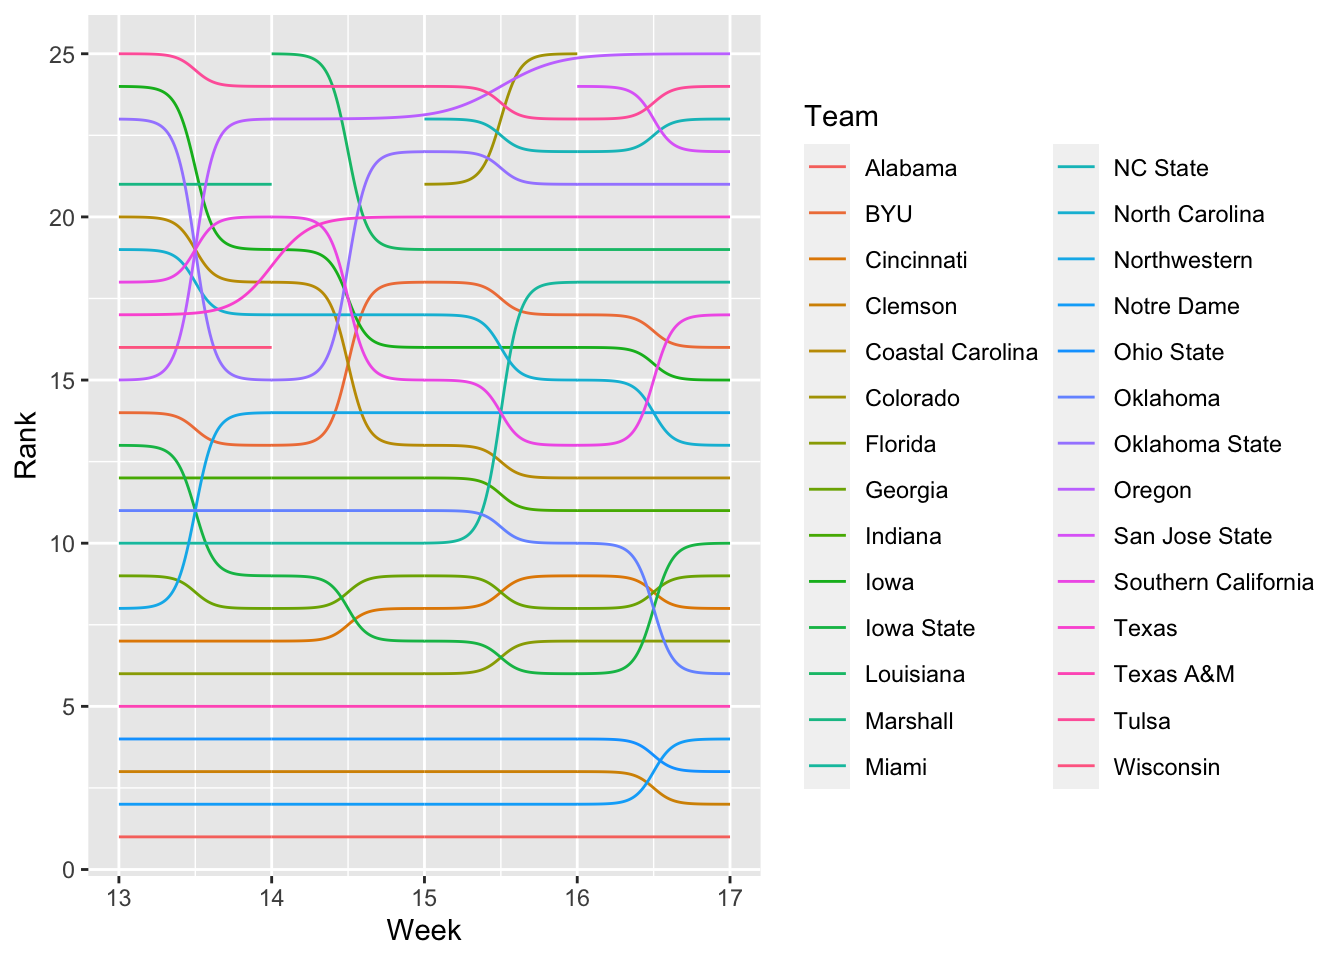 25
20
15
10
5
0
Rank
13
14
15
16
17
Week
Team
Alabama
BYU
Cincinnati
Clemson
Coastal Carolina
Colorado
Florida
Georgia
Indiana
Iowa
Iowa State
Louisiana
Marshall
Miami
NC State
North Carolina
Northwestern
Notre Dame
Ohio State
Oklahoma
Oklahoma State
Oregon
San Jose State
Southern California
Texas
Texas A&M
Tulsa
Wisconsin